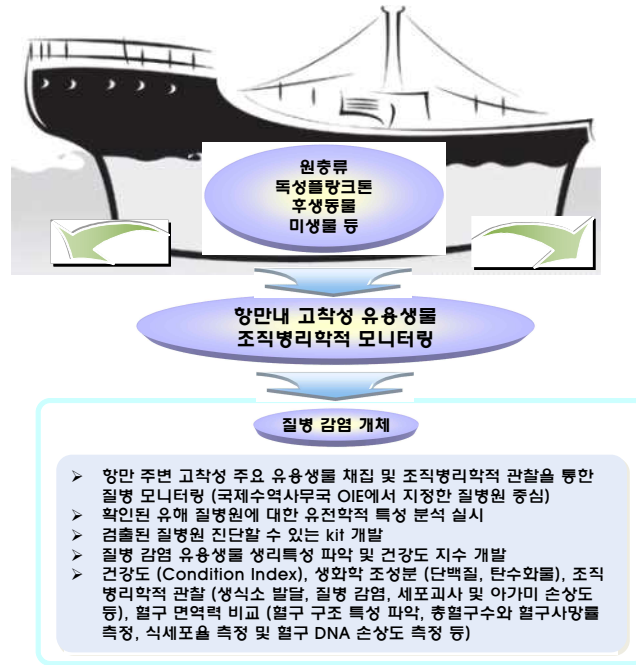 원충류
독성플랑크톤
후생동물
미생물 등
항만내 고착성 유용생물
조직병리학적 모니터링
질병 감염 개체
➢ 항만 주변 고착성 주요 유용생물 채집 및 조직병리학적 관찰을 통한
질병 모니터링 (국제수역사무국 OIE에서 지정한 질병원 중심)
➢ 확인된 유해 질병원에 대한 유전학적 특성 분석 실시
➢ 검출된 질병원 진단할 수 있는 kit 개발
➢ 질병 감염 유용생물 생리특성 파악 및 건강도 지수 개발
➢ 건강도 (Condition Index), 생화학 조성분 (단백질, 탄수화물), 조직
병리학적 관찰 (생식소 발달, 질병 감염, 세포괴사 및 아가미 손상도
등), 혈구 면역력 비교 (혈구 구조 특성 파악, 총혈구수와 혈구사망률
측정, 식세포율 측정 및 혈구 DNA 손상도 측정 등)